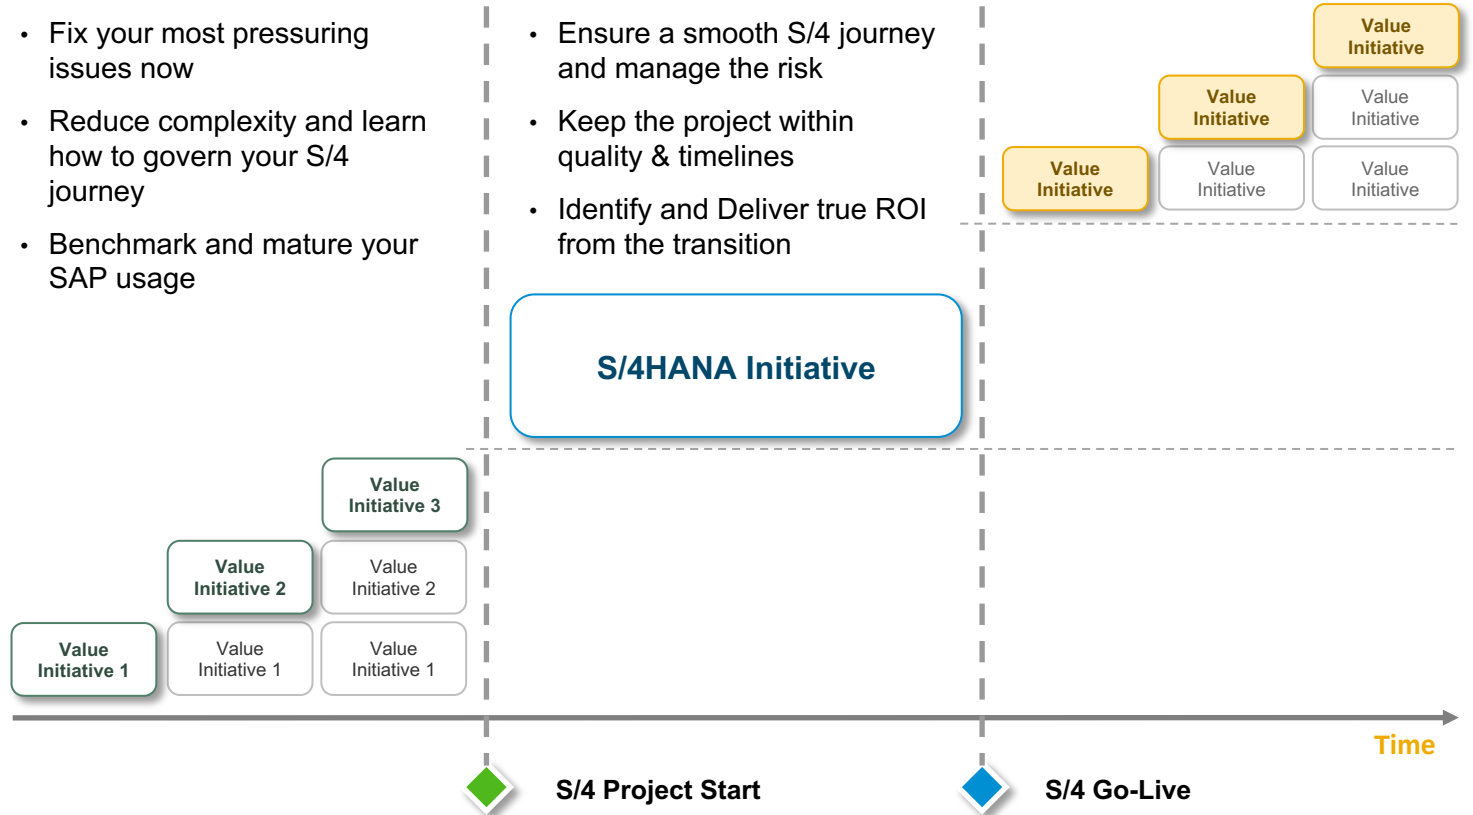 • Fix your most pressuring
issues now
• Reduce complexity and learn
how to govern your S/4
journey
• Benchmark and mature your
SAP usage
• Ensure a smooth S/4 journey
and manage the risk
• Keep the project within
quality & timelines
• Identify and Deliver true ROI
from the transition
Value
Initiative
Value
Initiative
Value
Initiative
Value
Initiative
Value
Initiative
Value
Initiative
S/4HANA Initiative
Value
Initiative 3
Value
Initiative 2
Value
Initiative 2
Value
Initiative 1
Value
Initiative 1
Value
Initiative 1
Time
S/4 Project Start
S/4 Go-Live